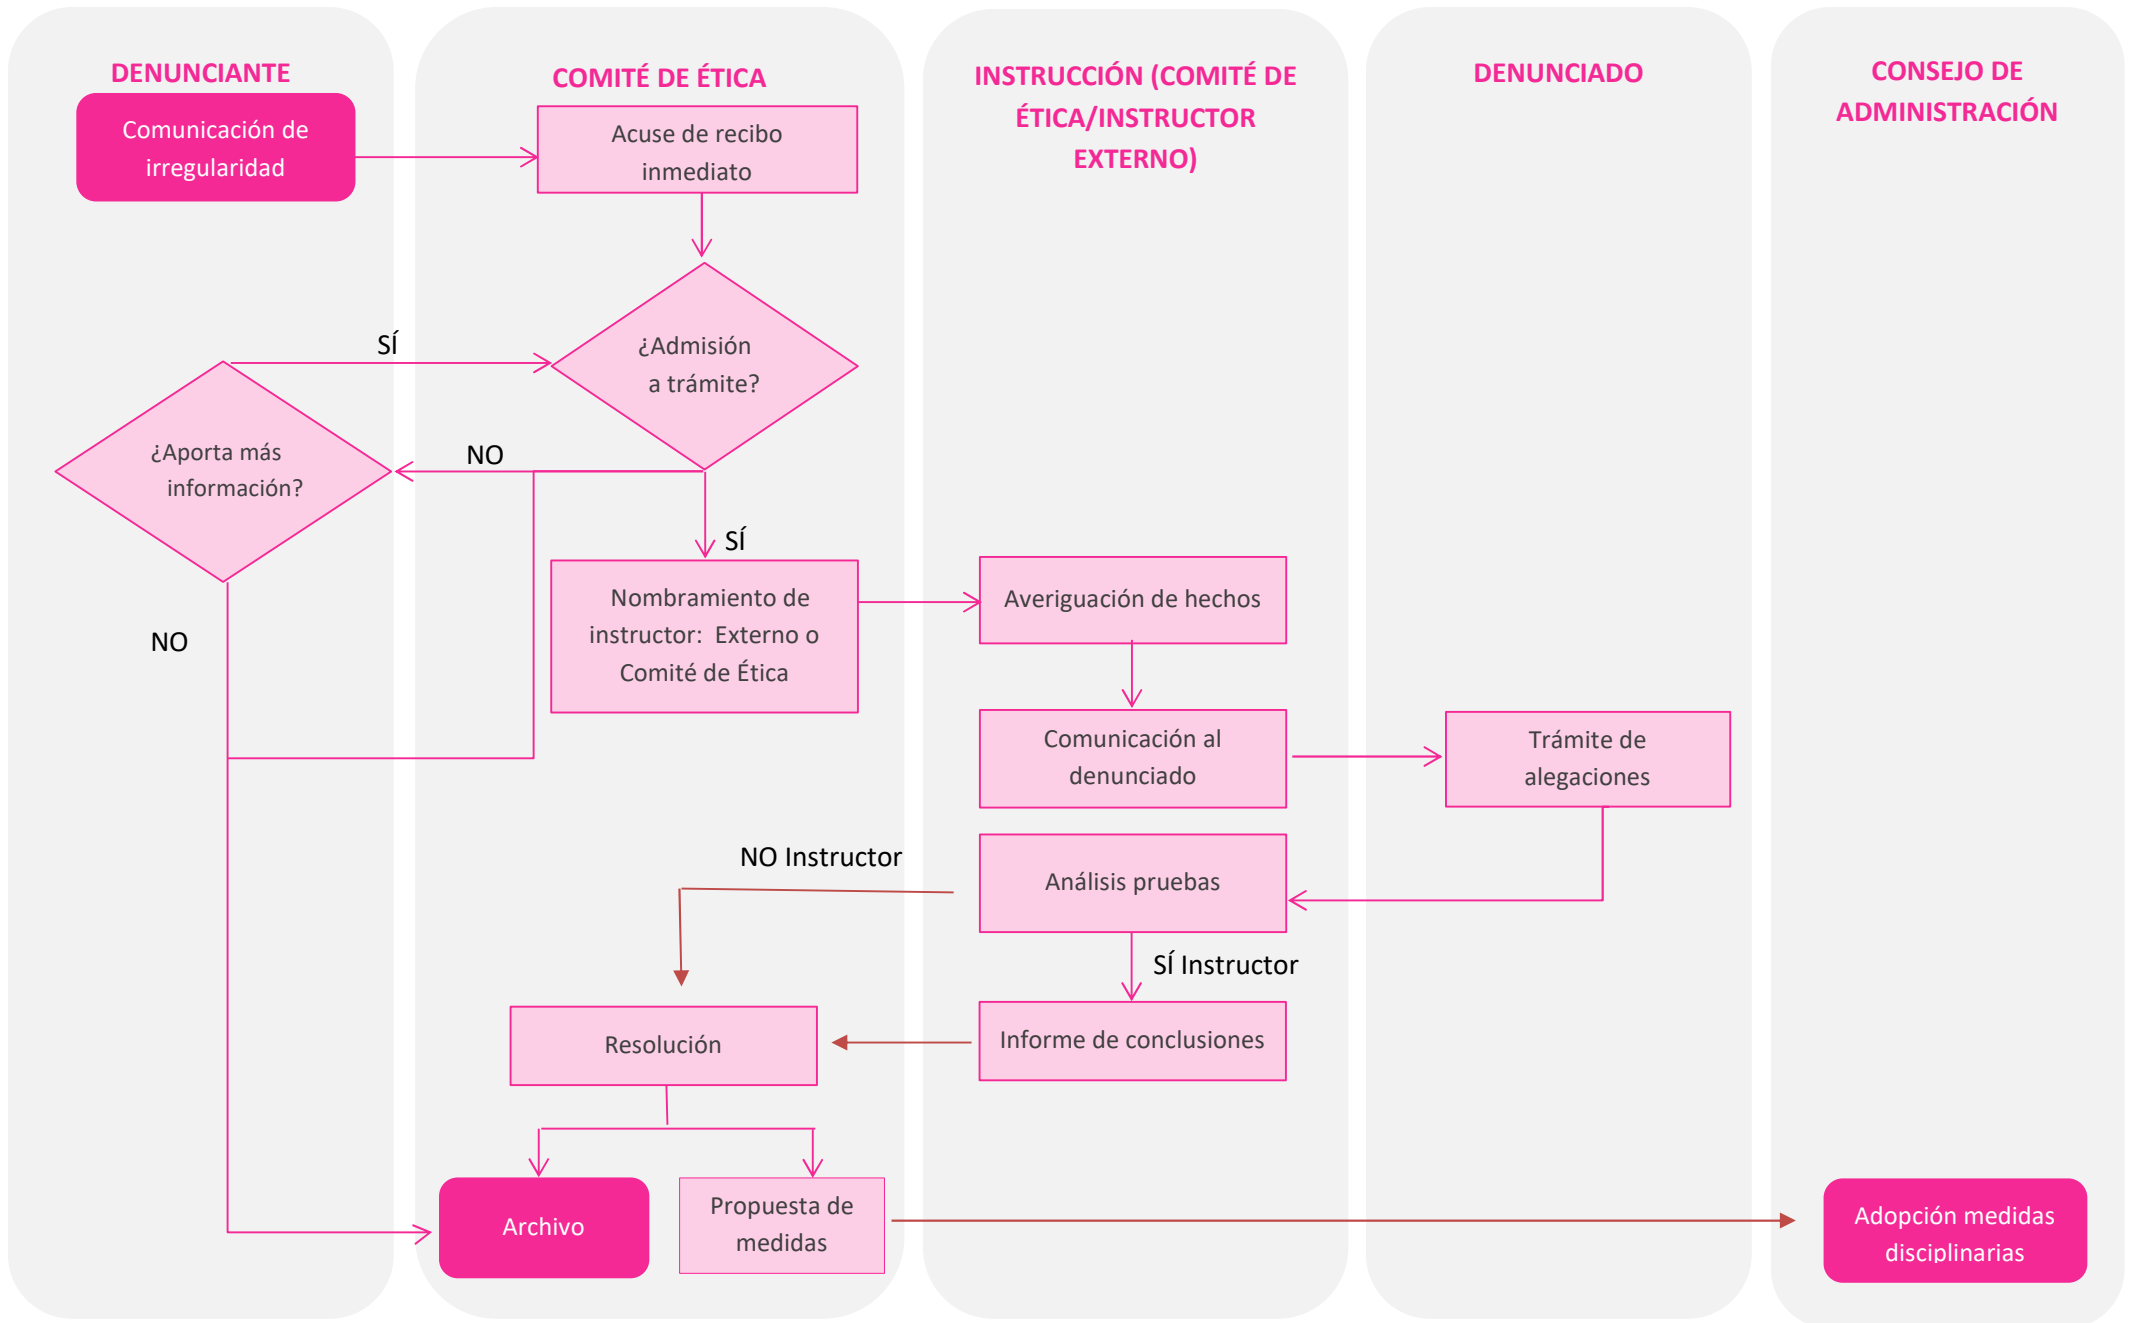 DENUNCIANTE
Comunicación de
irregularidad
¿Aporta más
información?
SÍ
NO
NO
COMITÉ DE ÉTICA
Acuse de recibo
inmediato
¿Admisión
a trámite?
SÍ
Nombramiento de
instructor: Externo o
Comité de Ética
NO Instructor
Resolución
Archivo
Propuesta de
medidas
INSTRUCCIÓN (COMITÉ DE
ÉTICA/INSTRUCTOR
EXTERNO)
Averiguación de hechos
Comunicación al
denunciado
Análisis pruebas
SÍ Instructor
Informe de conclusiones
DENUNCIADO
Trámite de
alegaciones
CONSEJO DE
ADMINISTRACIÓN
Adopción medidas
disciplinarias